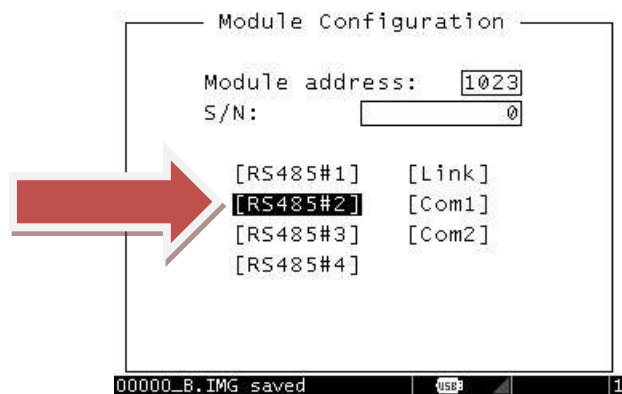 Module Configuration
Module address: 1023
S/N: 0
[RS485#1] [Link]
[RS485#2] [Com1]
[RS485#3] [Com2]
[RS485#4]
00000_B.IMG saved USB 1